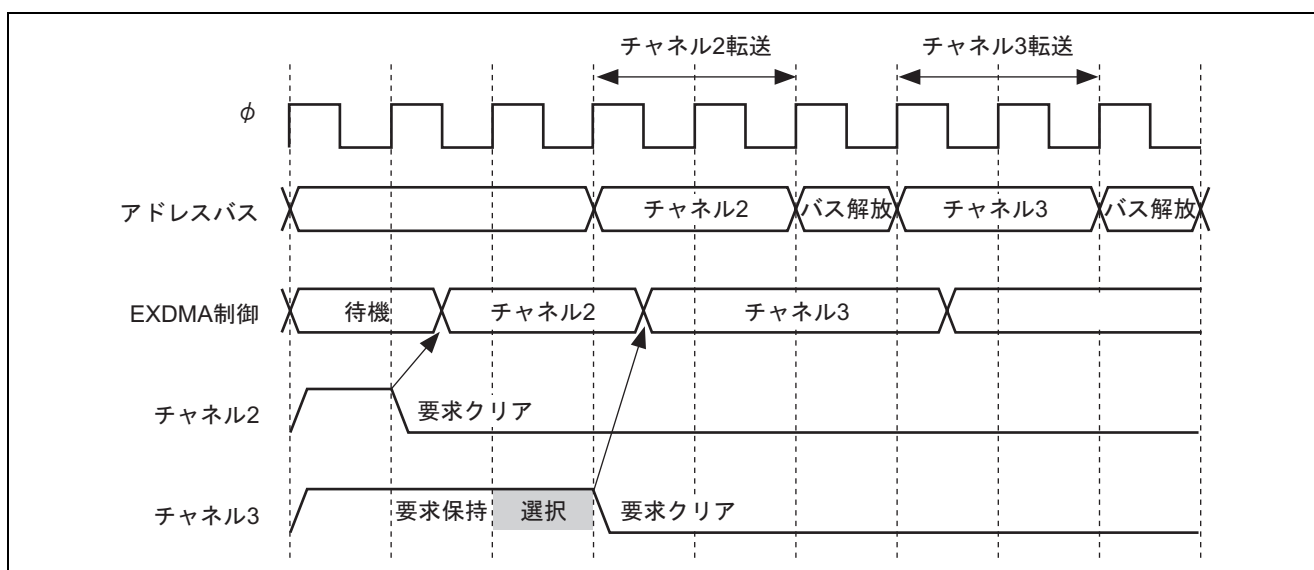 チャネル2転送 チャネル3転送
φ
アドレスバス チャネル2 バス解放 チャネル3 バス解放
EXDMA制御 待機 チャネル2 チャネル3
チャネル2 要求クリア
チャネル3 要求保持 選択 要求クリア